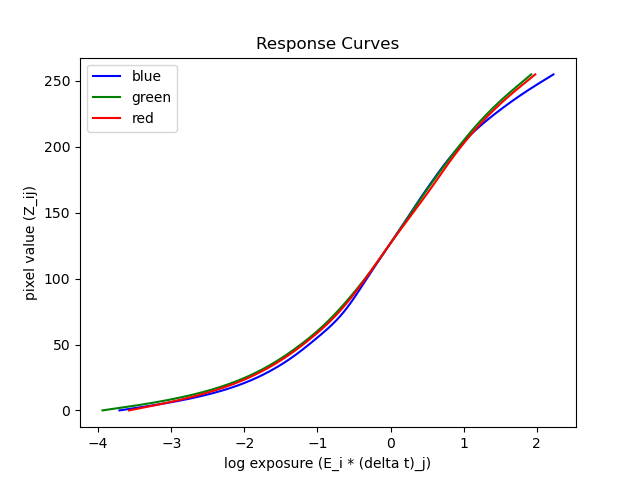 Response Curves
blue
green
red
250
200
150
100
50
0
pixel value (Z_ij)
−4
−3
−2
−1
0
1
2
log exposure (E_i * (delta t)_j)